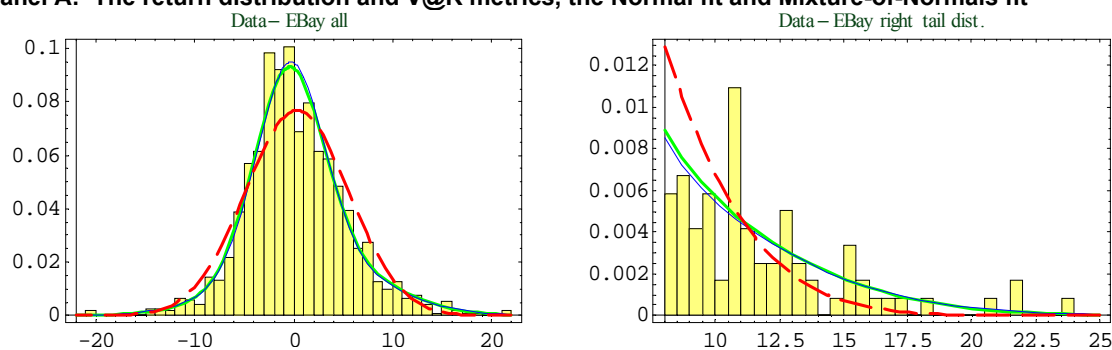 anel A: The return distribution and V@R metrics, the Normal fit and Mixture-of-Normals fit
Data– EBay all
0.1
0.08
0.06
0.04
0.02
0
-20 -10 0 10 20
Data– EBay right tail dist.
0.012
0.01
0.008
0.006
0.004
0.002
0
10 12.5 15 17.5 20 22.5 25